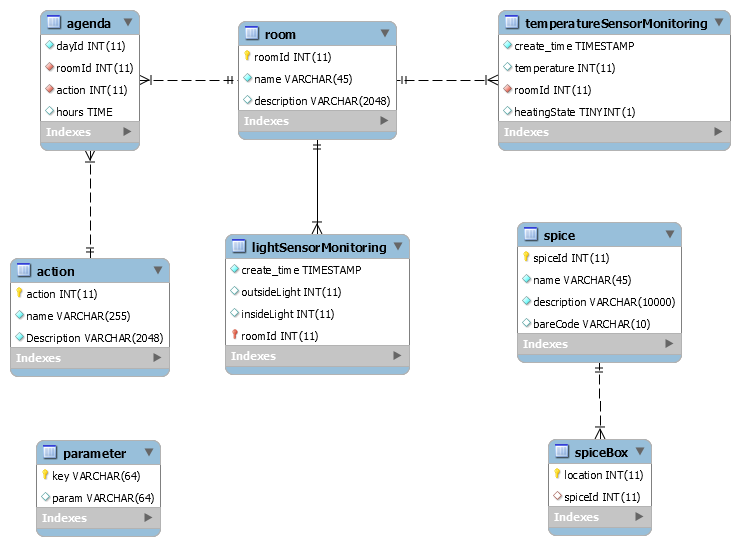 agenda
dayId INT(11)
roomId INT(11)
action INT(11)
hours TIME
Indexes
room
roomId INT(11)
name VARCHAR(45)
description VARCHAR(2048)
Indexes
temperatureSensorMonitoring
create_time TIMESTAMP
temperature INT(11)
roomId INT(11)
heatingState TINYINT(1)
Indexes
action
action INT(11)
name VARCHAR(255)
Description VARCHAR(2048)
Indexes
lightSensorMonitoring
create_time TIMESTAMP
outsideLight INT(11)
insideLight INT(11)
roomId INT(11)
Indexes
spice
spiceId INT(11)
name VARCHAR(45)
description VARCHAR(10000)
bareCode VARCHAR(10)
Indexes
parameter
key VARCHAR(64)
param VARCHAR(64)
Indexes
spiceBox
location INT(11)
spiceId INT(11)
Indexes